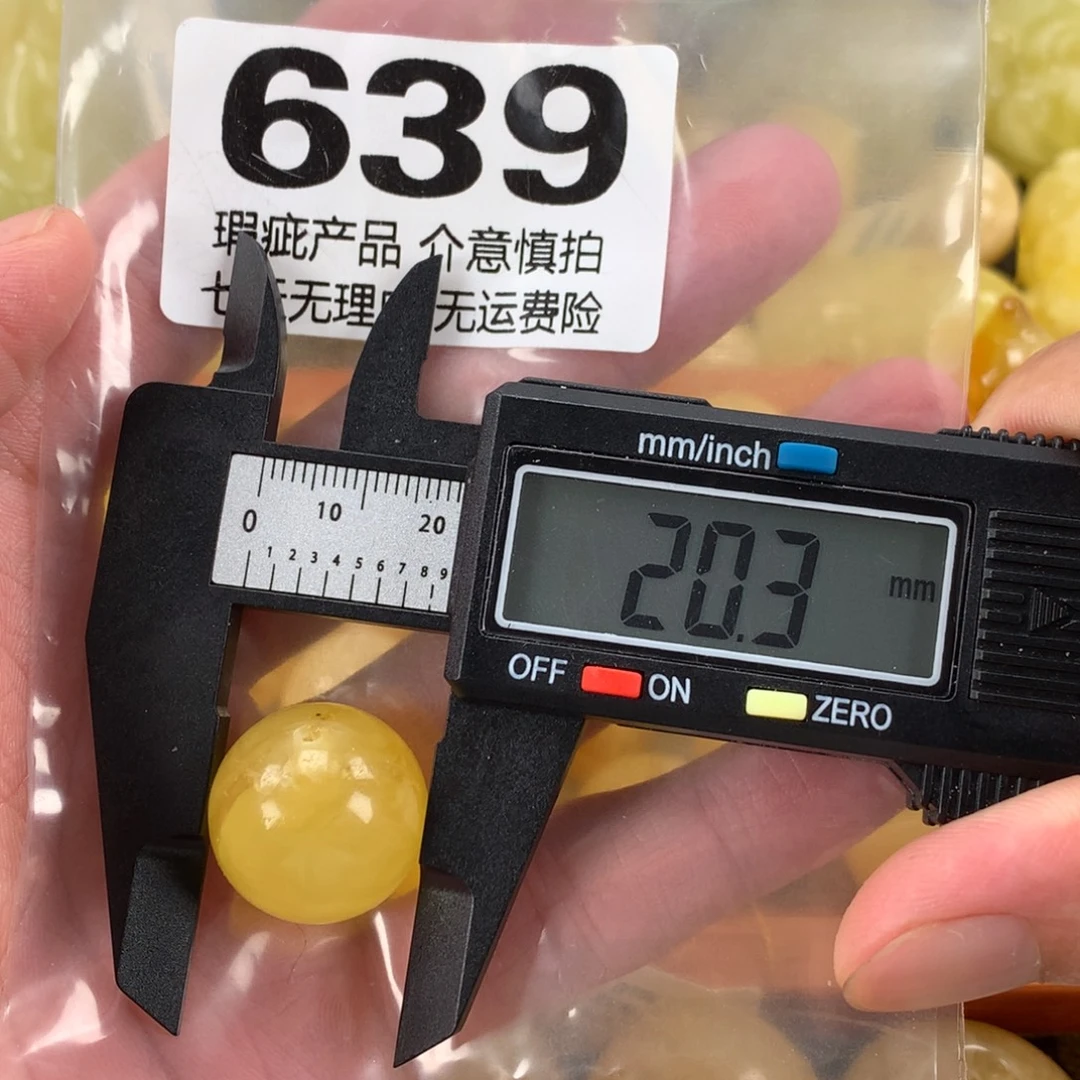 639
瑕疵产品 介意慎拍
七天无理 无运费险
mm/inch
0 10 20
1 2 3 4 5 6 7 8 9
20.3 mm
OFF ON ZERO